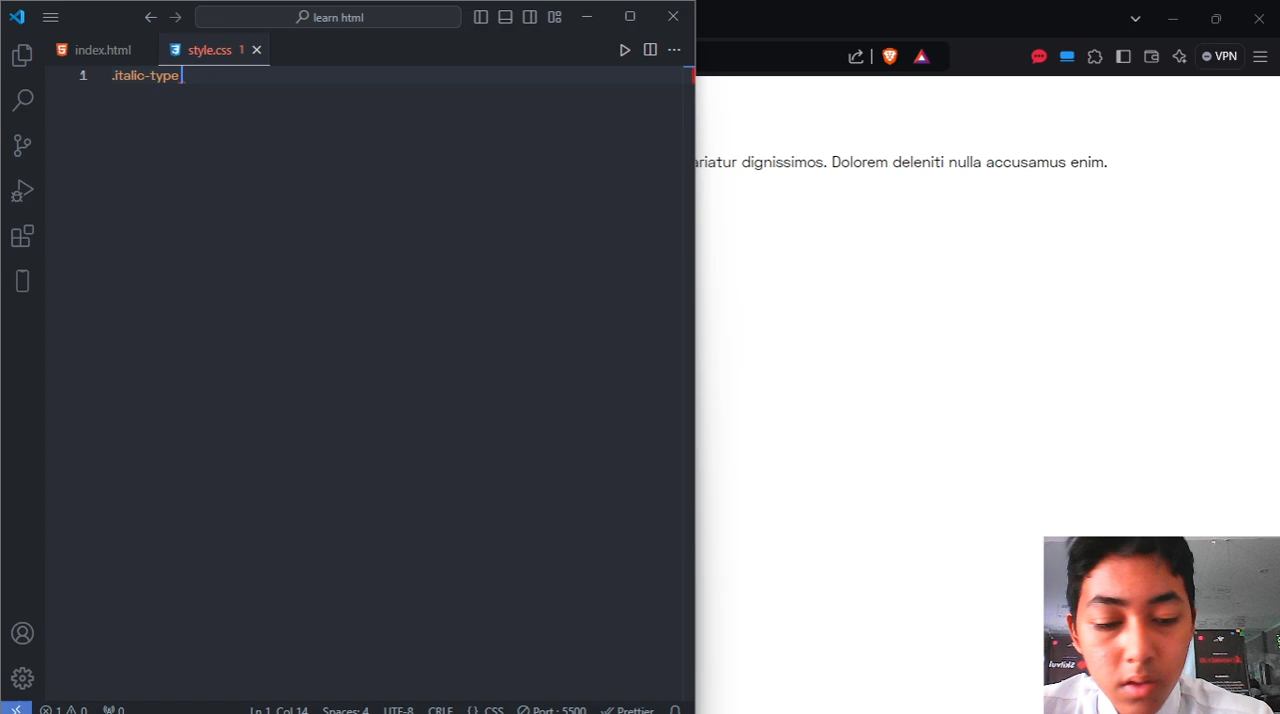 learn html
index.html
style.css 1
VPN
1 .italic-type
ariatur dignissimos. Dolorem deleniti nulla accusamus enim.
1 0 0 Ln 1, Col 14 Spaces: 4 UTF-8 CRLF {} CSS Port : 5500 Prettier